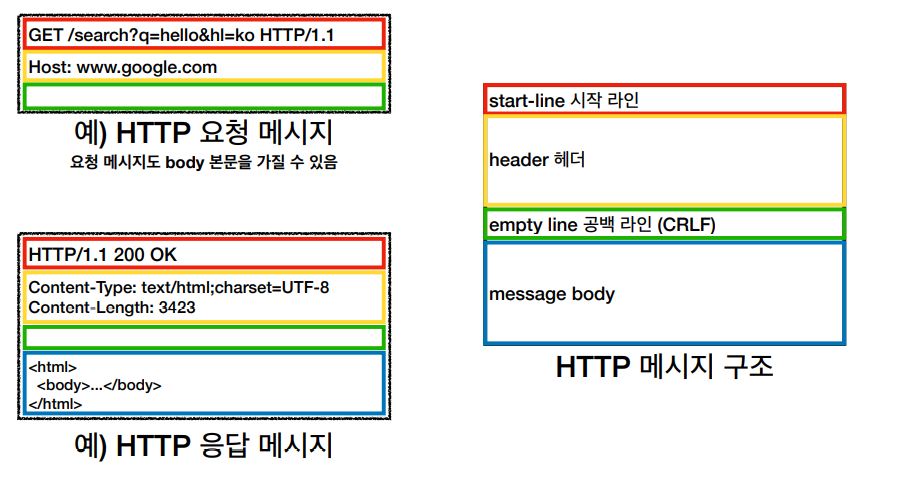 GET /search?q=hello&hl=ko HTTP/1.1
Host: www.google.com
예) HTTP 요청 메시지
요청 메시지도 body 본문을 가질 수 있음
HTTP/1.1 200 OK
Content-Type: text/html;charset=UTF-8
Content-Length: 3423
<html>
<body>...</body>
</html>
예) HTTP 응답 메시지
start-line 시작 라인
header 헤더
empty line 공백 라인 (CRLF)
message body
HTTP 메시지 구조